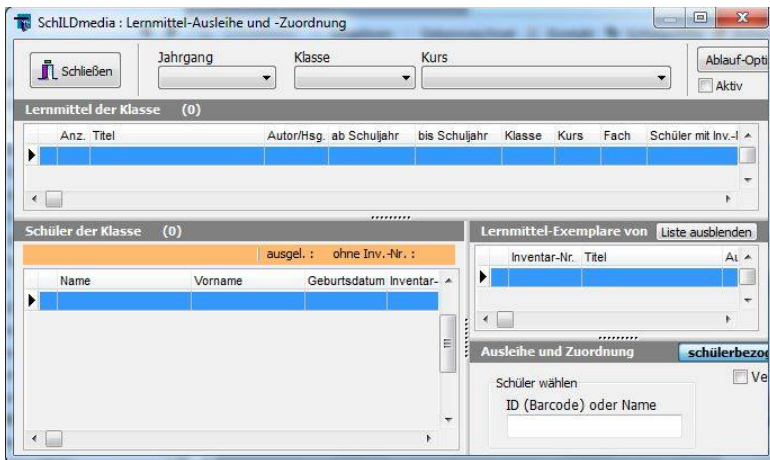 SchILDmedia : Lernmittel-Ausleihe und -Zuordnung
Schließen
Jahrgang
Klasse
Kurs
Ablauf-Opti
Aktiv
Lernmittel der Klasse (0)
Anz. Titel Autor/Hsg. ab Schuljahr bis Schuljahr Klasse Kurs Fach Schüler mit Inv.-
Schüler der Klasse (0)
ausgel. : ohne Inv.-Nr. :
Name Vorname Geburtsdatum Inventar-
Lernmittel-Exemplare von Liste ausblenden
Inventar-Nr. Titel
Ausleihe und Zuordnung schülerbezog
Ve
Schüler wählen
ID (Barcode) oder Name